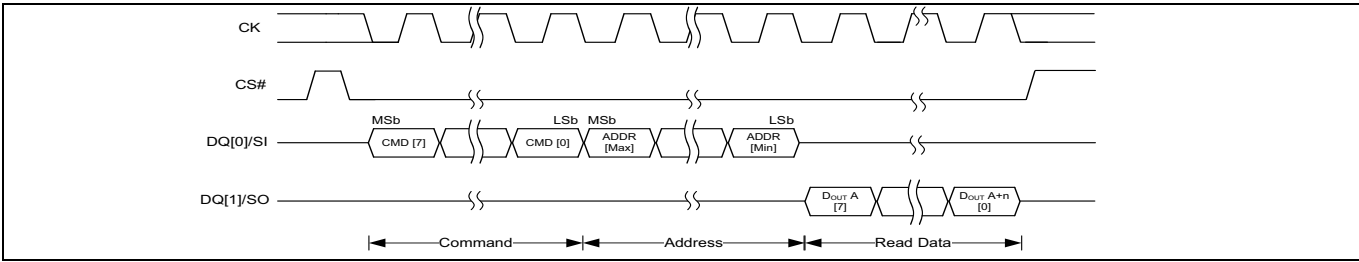 CK
CS#
MSb LSb MSb LSb
DQ[0]/SI CMD [7] CMD [0] ADDR [Max] ADDR [Min]
DQ[1]/SO DOUT A [7] DOUT A+n [0]
Command Address Read Data